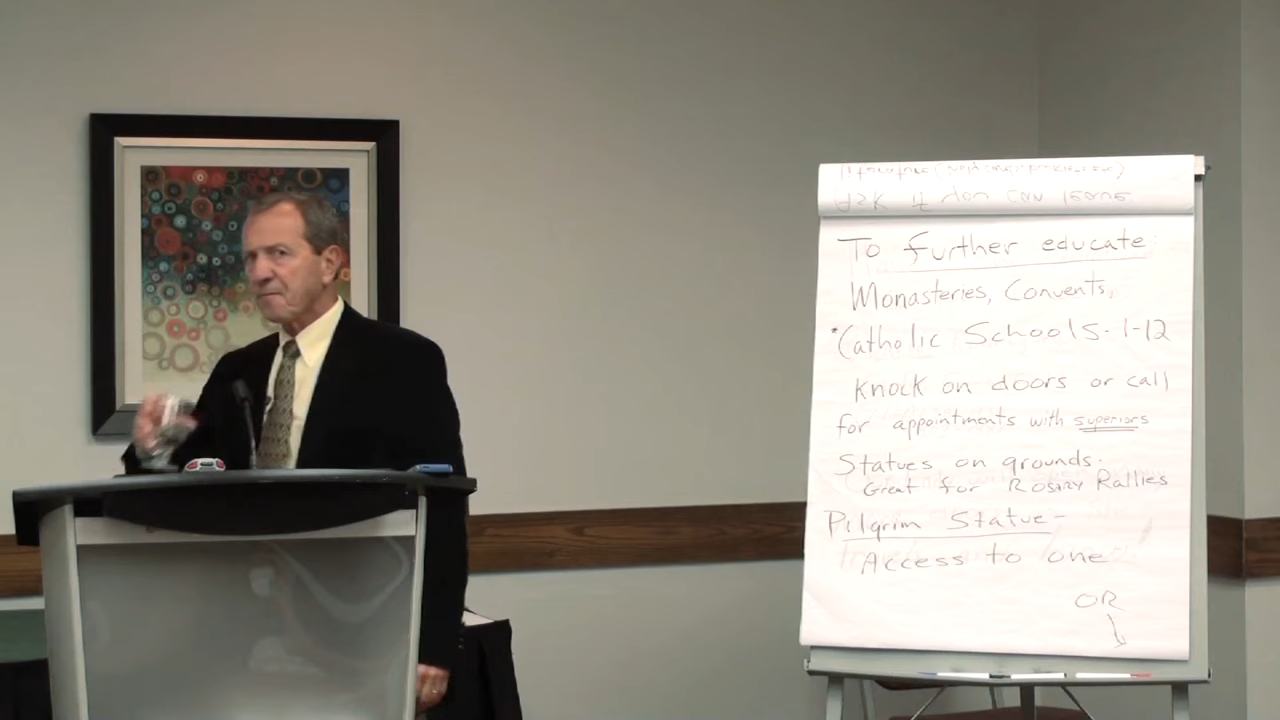 To further educate
Monasteries, Convents,
*Catholic Schools- 1-12
Knock on doors or call
for appointments with superiors
Statues on grounds.
Great for Rosary Rallies
Pilgrim Statue-
Access to one
OR